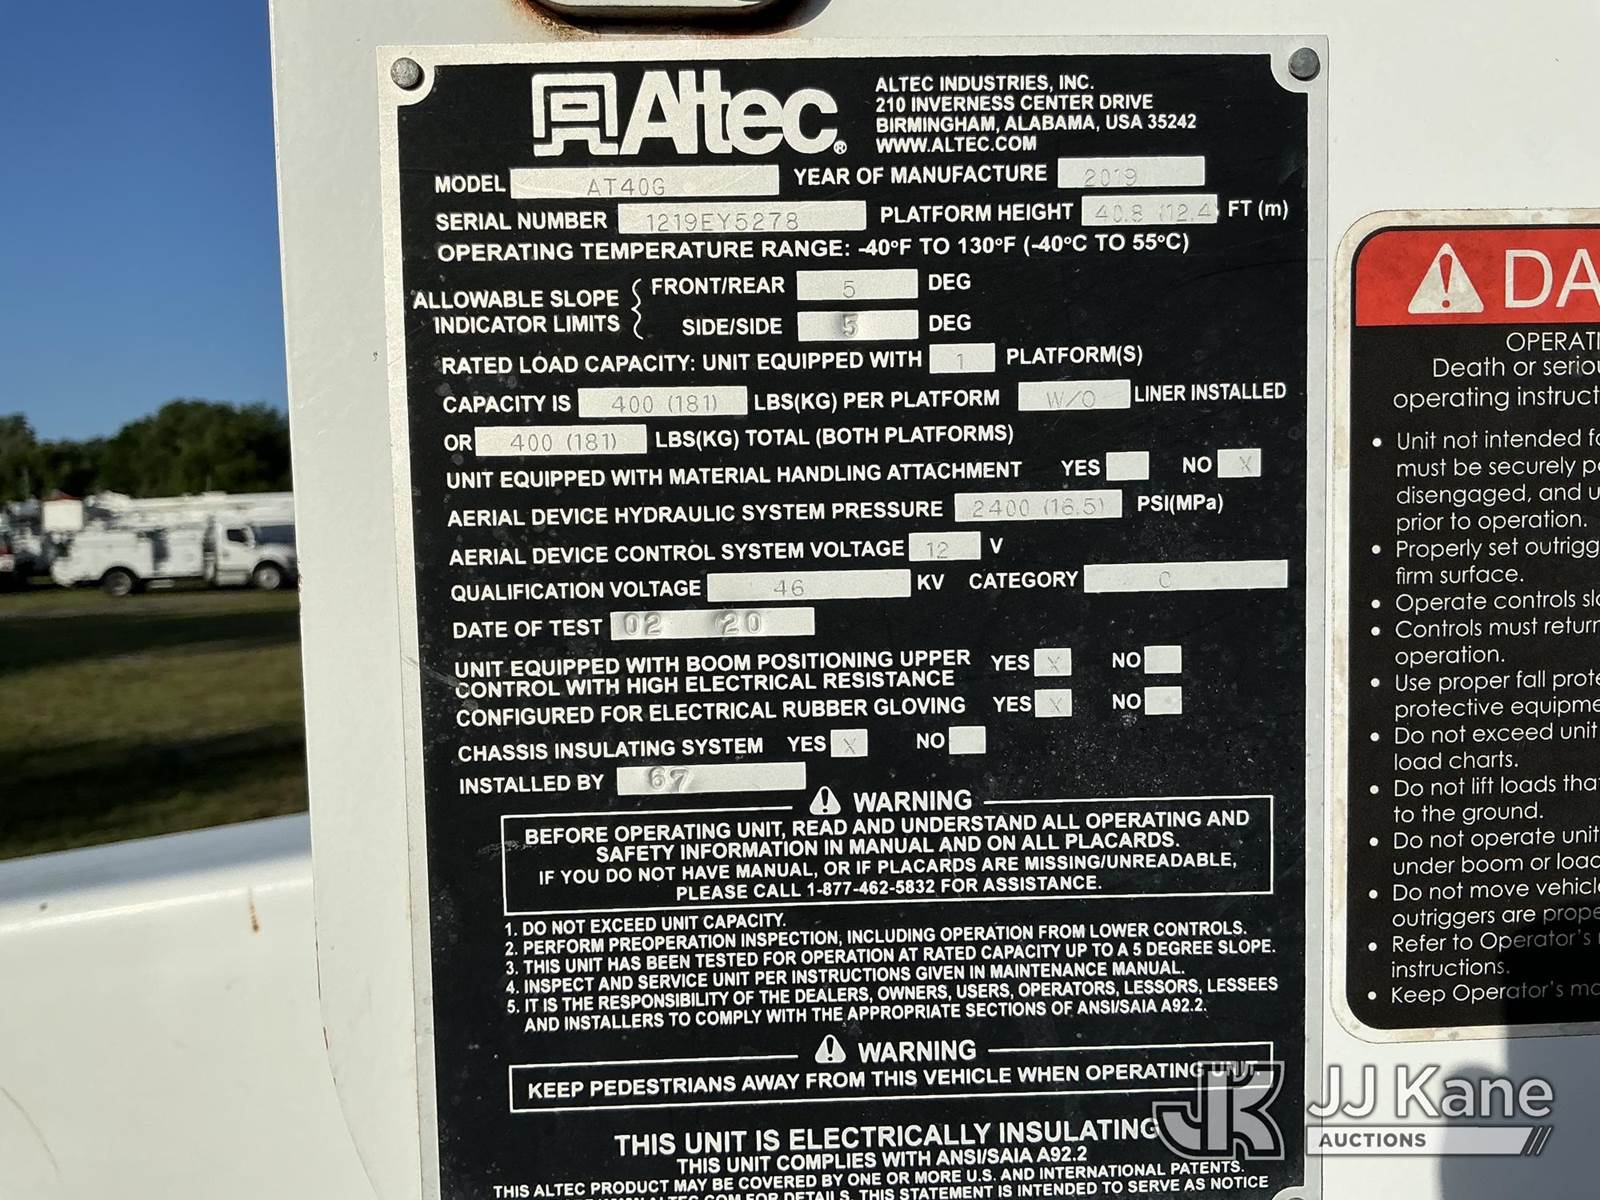 Altec®
ALTEC INDUSTRIES, INC.
210 INVERNESS CENTER DRIVE
BIRMINGHAM, ALABAMA, USA 35242
WWW.ALTEC.COM
MODEL AT40G YEAR OF MANUFACTURE 2019
SERIAL NUMBER 1219EY5278 PLATFORM HEIGHT 40.8 (12.4 FT (m)
OPERATING TEMPERATURE RANGE: -40°F TO 130°F (-40°C TO 55°C)
ALLOWABLE SLOPE INDICATOR LIMITS
FRONT/REAR 5 DEG
SIDE/SIDE 5 DEG
RATED LOAD CAPACITY: UNIT EQUIPPED WITH 1 PLATFORM(S)
CAPACITY IS 400 (181) LBS(KG) PER PLATFORM W/O LINER INSTALLED
OR 400 (181) LBS(KG) TOTAL (BOTH PLATFORMS)
UNIT EQUIPPED WITH MATERIAL HANDLING ATTACHMENT YES NO X
AERIAL DEVICE HYDRAULIC SYSTEM PRESSURE 2400 (16.5) PSI(MPa)
AERIAL DEVICE CONTROL SYSTEM VOLTAGE 12 V
QUALIFICATION VOLTAGE 46 KV CATEGORY C
DATE OF TEST 02 20
UNIT EQUIPPED WITH BOOM POSITIONING UPPER YES X NO
CONTROL WITH HIGH ELECTRICAL RESISTANCE
CONFIGURED FOR ELECTRICAL RUBBER GLOVING YES X NO
CHASSIS INSULATING SYSTEM YES X NO
INSTALLED BY 67
WARNING
BEFORE OPERATING UNIT, READ AND UNDERSTAND ALL OPERATING AND
SAFETY INFORMATION IN MANUAL AND ON ALL PLACARDS.
IF YOU DO NOT HAVE MANUAL, OR IF PLACARDS ARE MISSING/UNREADABLE,
PLEASE CALL 1-877-462-5832 FOR ASSISTANCE.
1. DO NOT EXCEED UNIT CAPACITY.
2. PERFORM PREOPERATION INSPECTION, INCLUDING OPERATION FROM LOWER CONTROLS.
3. THIS UNIT HAS BEEN TESTED FOR OPERATION AT RATED CAPACITY UP TO A 5 DEGREE SLOPE.
4. INSPECT AND SERVICE UNIT PER INSTRUCTIONS GIVEN IN MAINTENANCE MANUAL.
5. IT IS THE RESPONSIBILITY OF THE DEALERS, OWNERS, USERS, OPERATORS, LESSORS, LESSEES
AND INSTALLERS TO COMPLY WITH THE APPROPRIATE SECTIONS OF ANSI/SAIA A92.2.
WARNING
KEEP PEDESTRIANS AWAY FROM THIS VEHICLE WHEN OPERATING UNIT.
THIS UNIT IS ELECTRICALLY INSULATING
THIS UNIT COMPLIES WITH ANSI/SAIA A92.2
THIS ALTEC PRODUCT MAY BE COVERED BY ONE OR MORE U.S. AND INTERNATIONAL PATENTS.
FOR DETAILS. THIS STATEMENT IS INTENDED TO SERVE AS NOTICE
DA
OPERATI
Death or seriou
operating instruct
• Unit not intended fo
must be securely p
disengaged, and u
prior to operation.
• Properly set outrigg
firm surface.
• Operate controls slo
• Controls must return
operation.
• Use proper fall prote
protective equipme
• Do not exceed unit
load charts.
• Do not lift loads tha
to the ground.
• Do not operate unit
under boom or load
• Do not move vehicle
outriggers are prope
• Refer to Operator's
instructions.
• Keep Operator's ma
JK JJ Kane
AUCTIONS